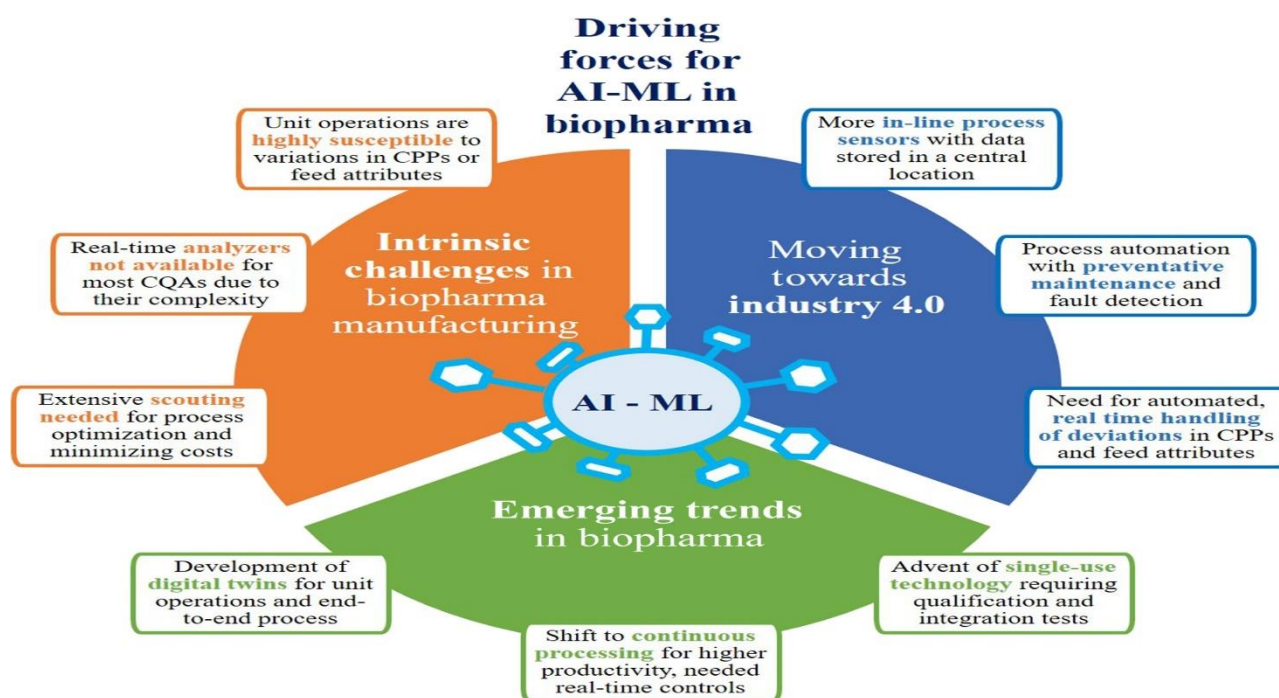 Driving
forces for
AI-ML in
biopharma
Unit operations are
highly susceptible to
variations in CPPs or
feed attributes
Real-time analyzers
not available for
most CQAs due to
their complexity
Extensive scouting
needed for process
optimization and
minimizing costs
Intrinsic
challenges in
biopharma
manufacturing
More in-line process
sensors with data
stored in a central
location
Process automation
with preventative
maintenance and
fault detection
Need for automated,
real time handling
of deviations in CPPs
and feed attributes
Moving
towards
industry 4.0
AI - ML
Emerging trends
in biopharma
Development of
digital twins for unit
operations and end-
to-end process
Shift to continuous
processing for higher
productivity, needed
real-time controls
Advent of single-use
technology requiring
qualification and
integration tests